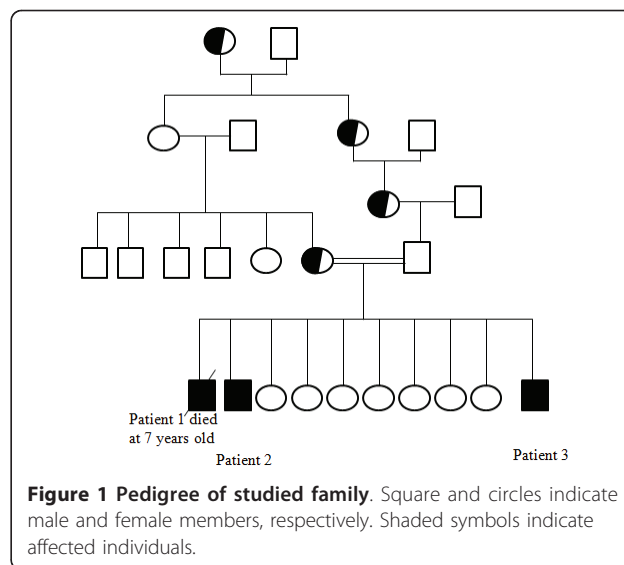 Patient 1 died
at 7 years old
Patient 2
Patient 3
Figure 1 Pedigree of studied family. Square and circles indicate
male and female members, respectively. Shaded symbols indicate
affected individuals.